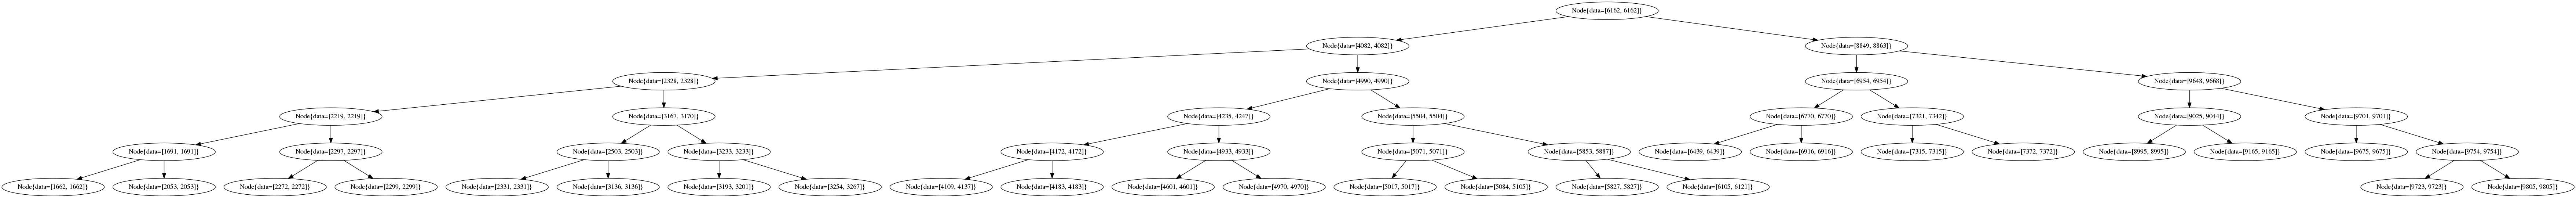 Node{data=[6162, 6162]}
Node{data=[4082, 4082]}
Node{data=[8849, 8863]}
Node{data=[2328, 2328]}
Node{data=[4990, 4990]}
Node{data=[6954, 6954]}
Node{data=[9648, 9668]}
Node{data=[2219, 2219]}
Node{data=[3167, 3170]}
Node{data=[4235, 4247]}
Node{data=[5504, 5504]}
Node{data=[6770, 6770]}
Node{data=[7321, 7342]}
Node{data=[9025, 9044]}
Node{data=[9701, 9701]}
Node{data=[1691, 1691]}
Node{data=[2297, 2297]}
Node{data=[2503, 2503]}
Node{data=[3233, 3233]}
Node{data=[4172, 4172]}
Node{data=[4933, 4933]}
Node{data=[5071, 5071]}
Node{data=[5853, 5887]}
Node{data=[6439, 6439]}
Node{data=[6916, 6916]}
Node{data=[7315, 7315]}
Node{data=[7372, 7372]}
Node{data=[8995, 8995]}
Node{data=[9165, 9165]}
Node{data=[9675, 9675]}
Node{data=[9754, 9754]}
Node{data=[1662, 1662]}
Node{data=[2053, 2053]}
Node{data=[2272, 2272]}
Node{data=[2299, 2299]}
Node{data=[2331, 2331]}
Node{data=[3136, 3136]}
Node{data=[3193, 3201]}
Node{data=[3254, 3267]}
Node{data=[4109, 4137]}
Node{data=[4183, 4183]}
Node{data=[4601, 4601]}
Node{data=[4970, 4970]}
Node{data=[5017, 5017]}
Node{data=[5084, 5105]}
Node{data=[5827, 5827]}
Node{data=[6105, 6121]}
Node{data=[9723, 9723]}
Node{data=[9805, 9805]}